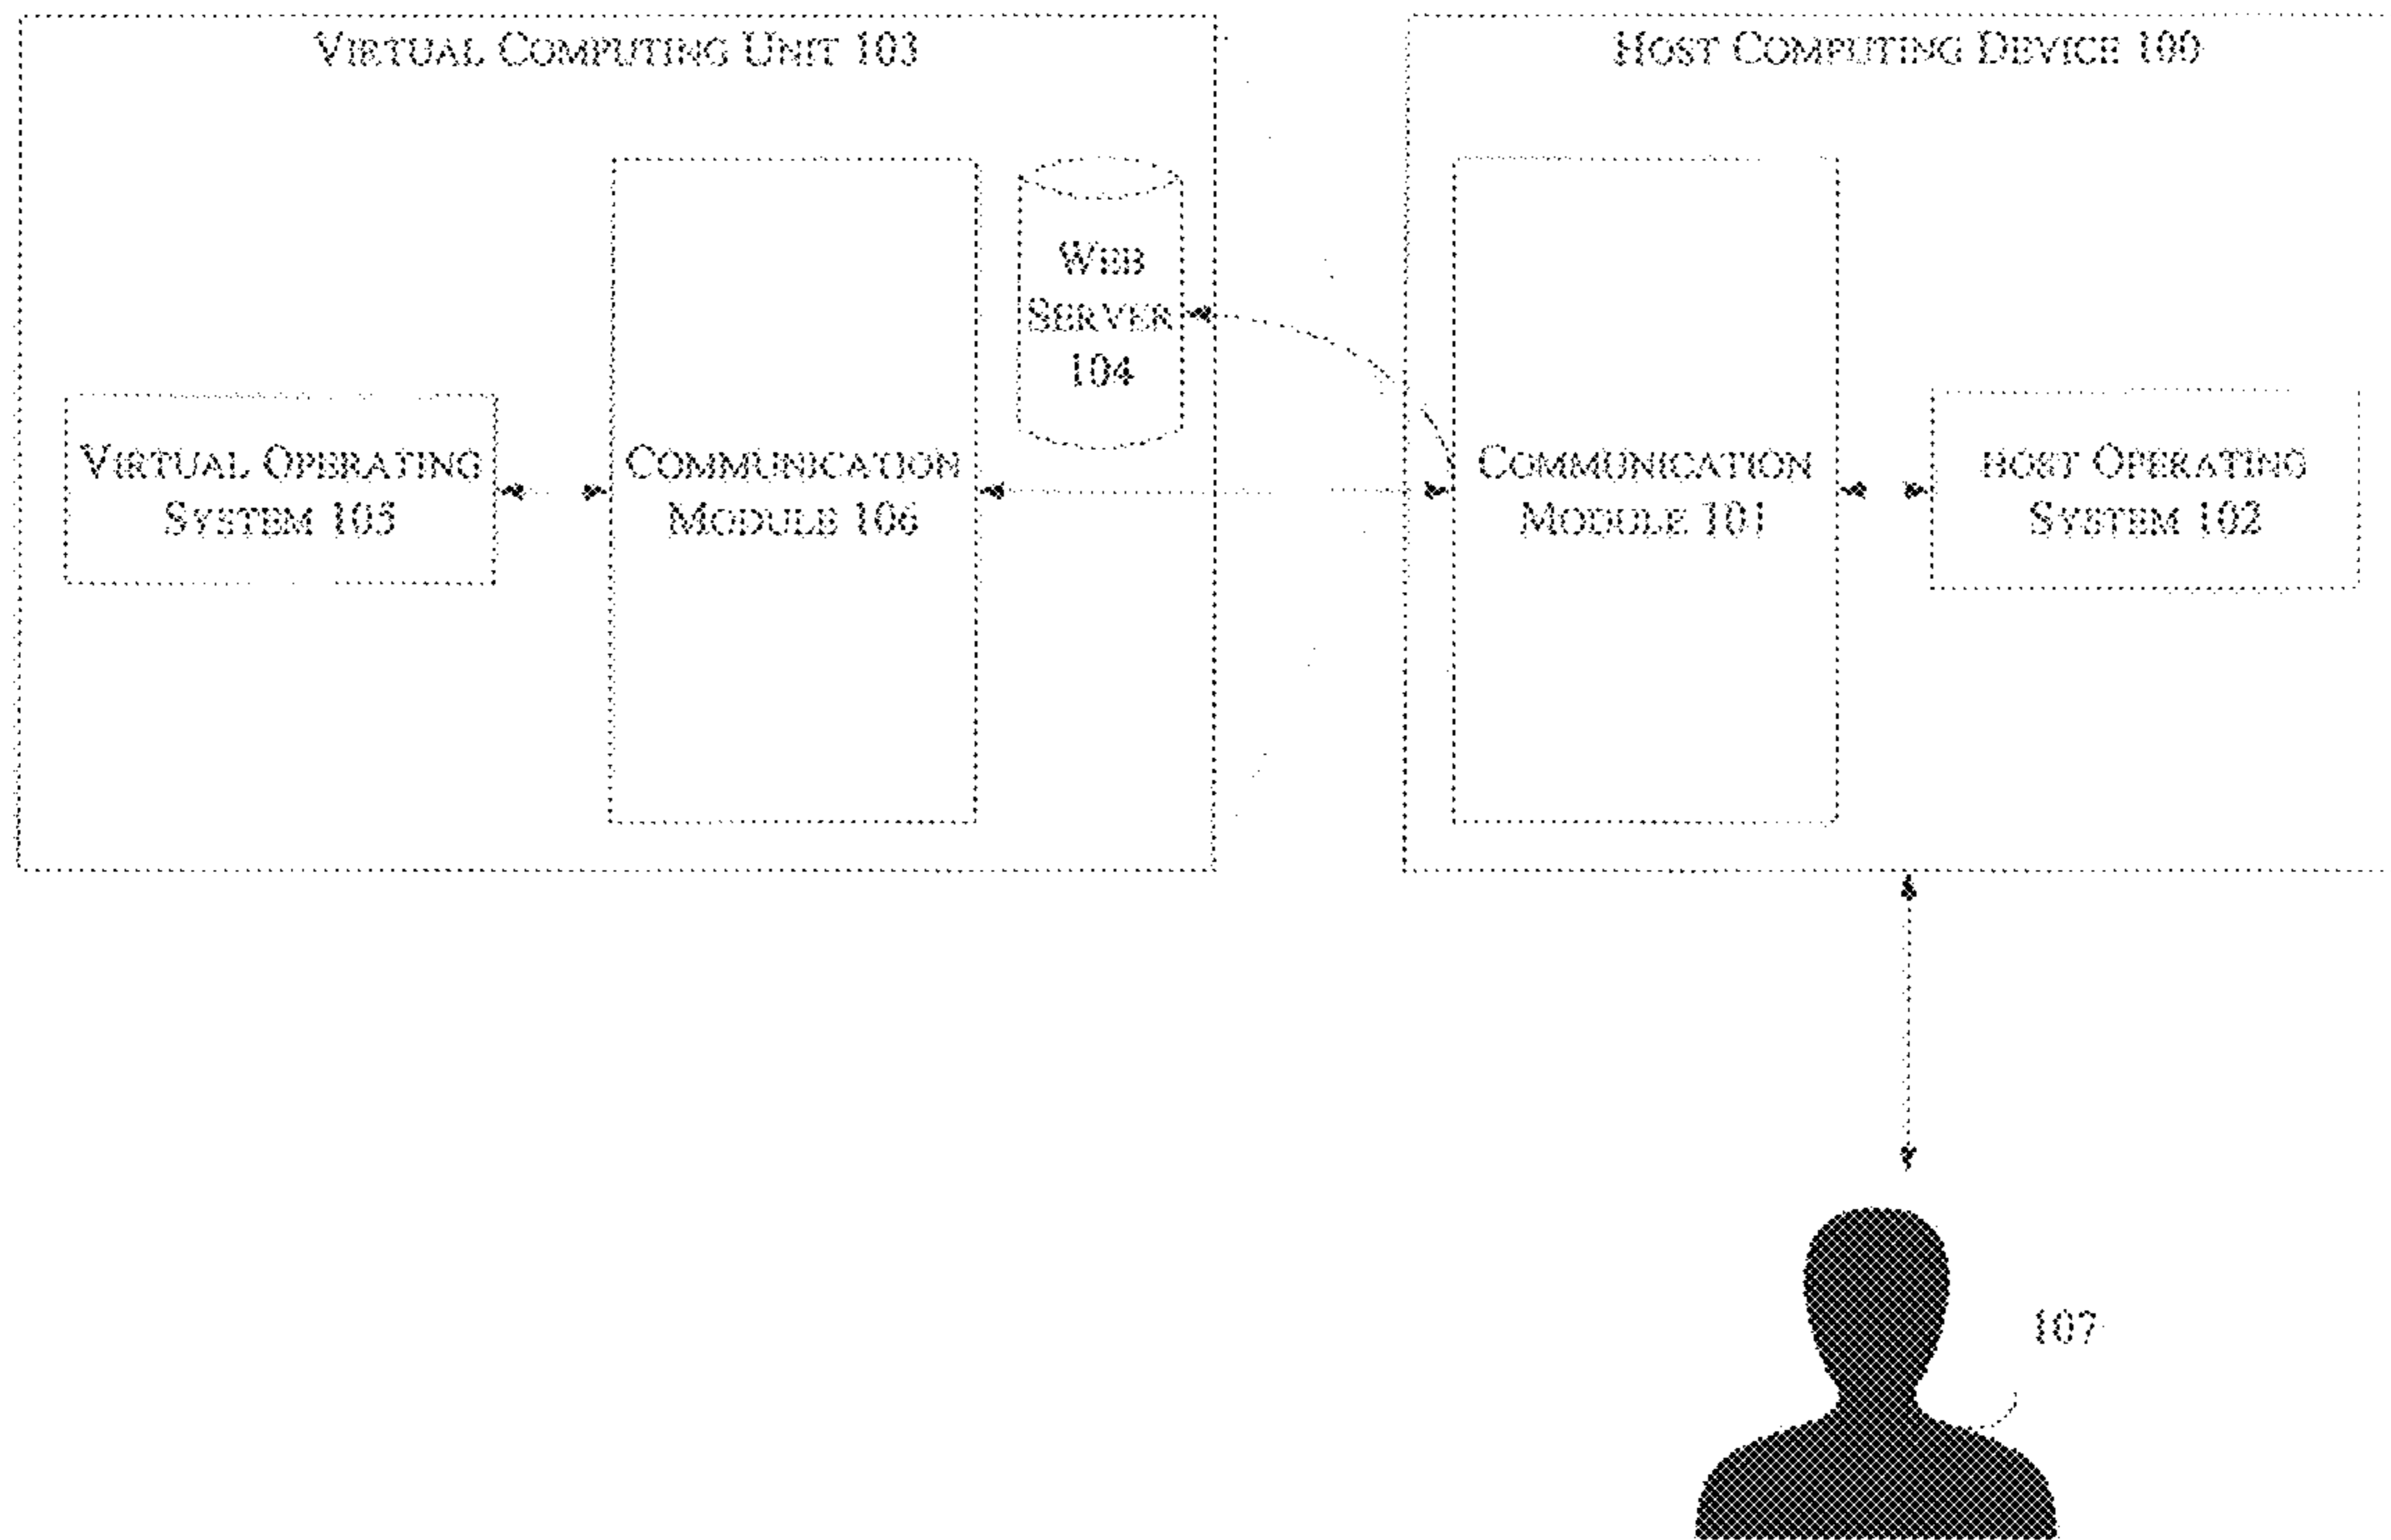 VIRTUAL COMPUTING UNIT 103
HOST COMPUTING DEVICE 100
WEB
SERVER
104
VIRTUAL OPERATING
SYSTEM 105
COMMUNICATION
MODULE 106
COMMUNICATION
MODULE 101
HOST OPERATING
SYSTEM 102
107